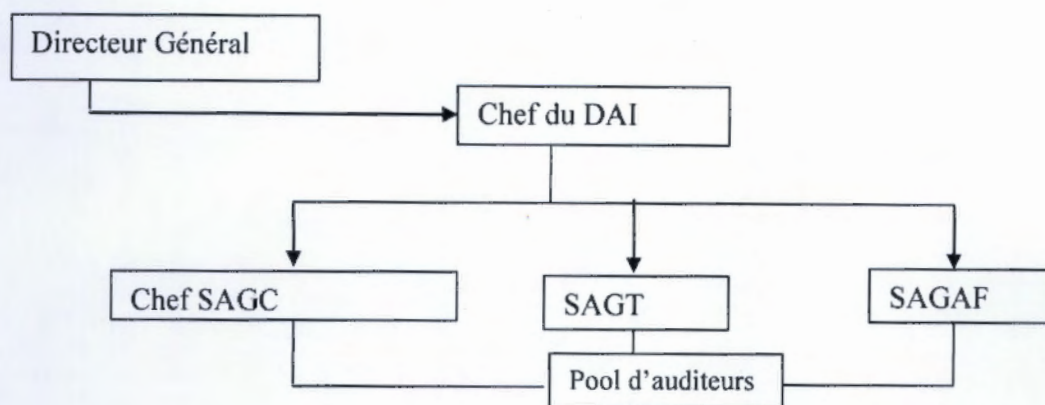 Directeur Général
Chef du DAI
Chef SAGC
SAGT
SAGAF
Pool d'auditeurs